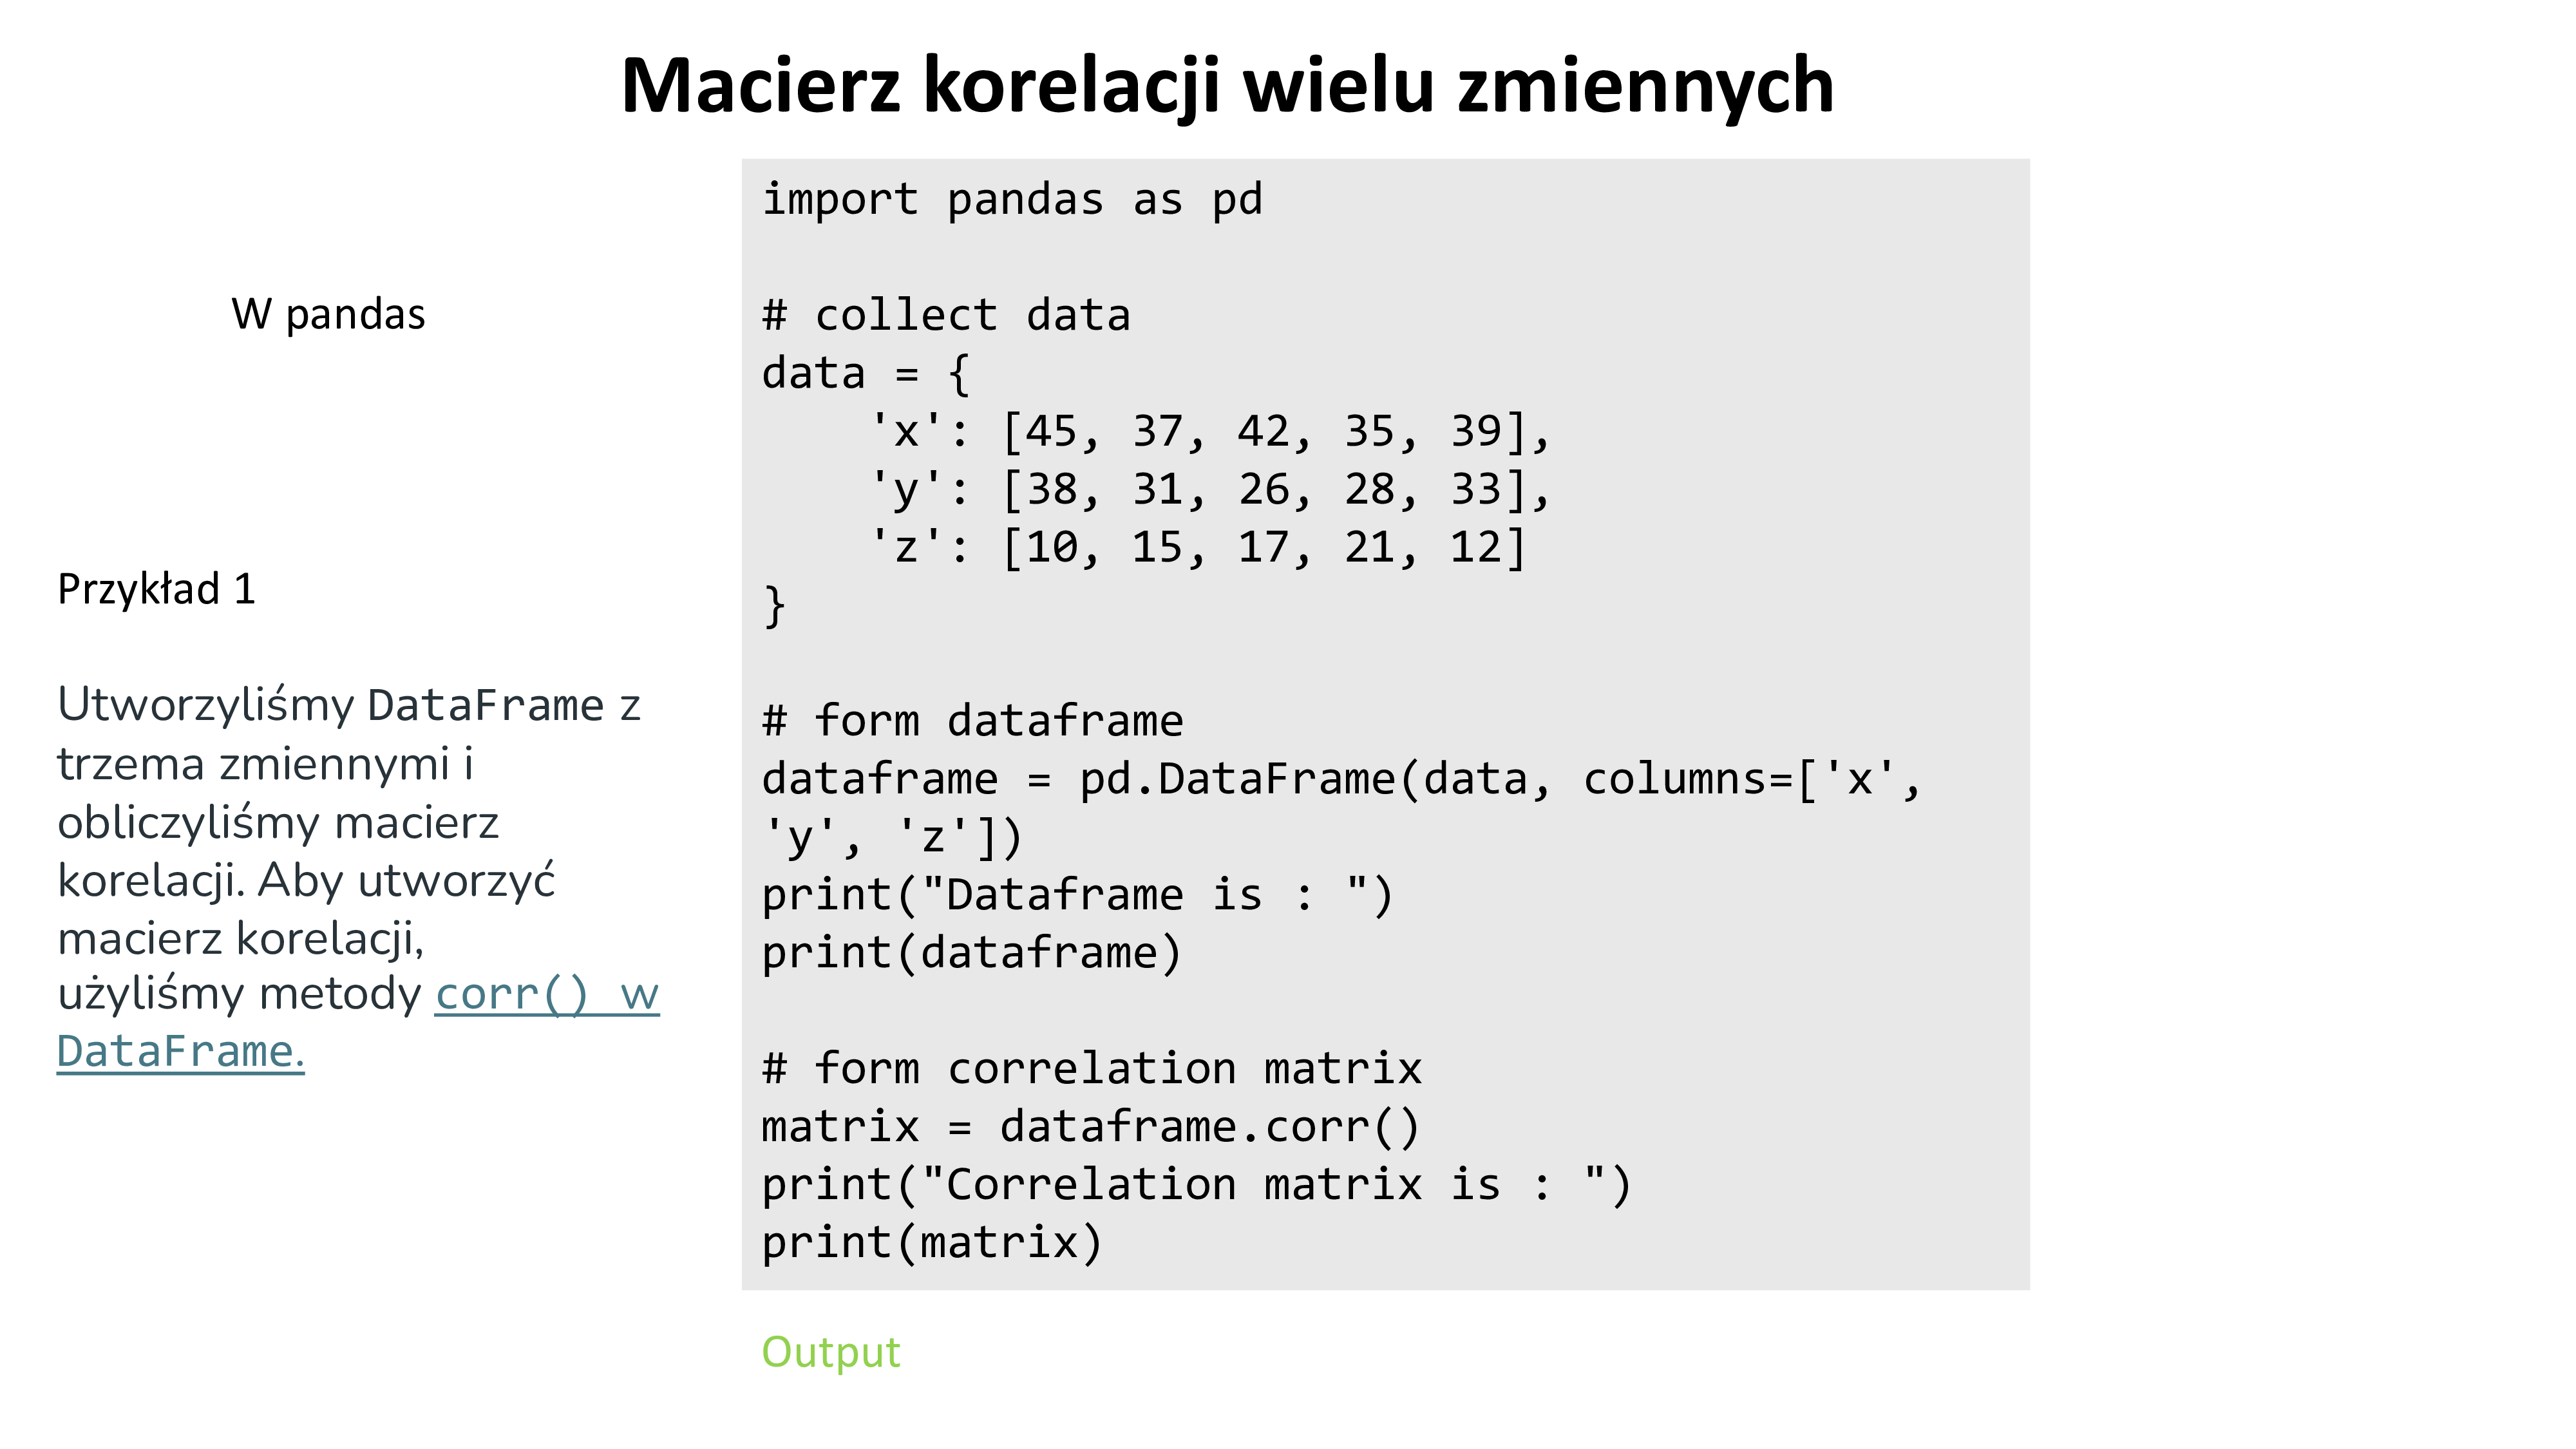 Macierz korelacji wielu zmiennych
W pandas
Przykład 1
Utworzyliśmy DataFrame z
trzema zmiennymi i
obliczyliśmy macierz
korelacji. Aby utworzyć
macierz korelacji,
użyliśmy metody corr() w
DataFrame.
import pandas as pd

# collect data
data = {
    'x': [45, 37, 42, 35, 39],
    'y': [38, 31, 26, 28, 33],
    'z': [10, 15, 17, 21, 12]
}

# form dataframe
dataframe = pd.DataFrame(data, columns=['x',
'y', 'z'])
print("Dataframe is : ")
print(dataframe)

# form correlation matrix
matrix = dataframe.corr()
print("Correlation matrix is : ")
print(matrix)
Output